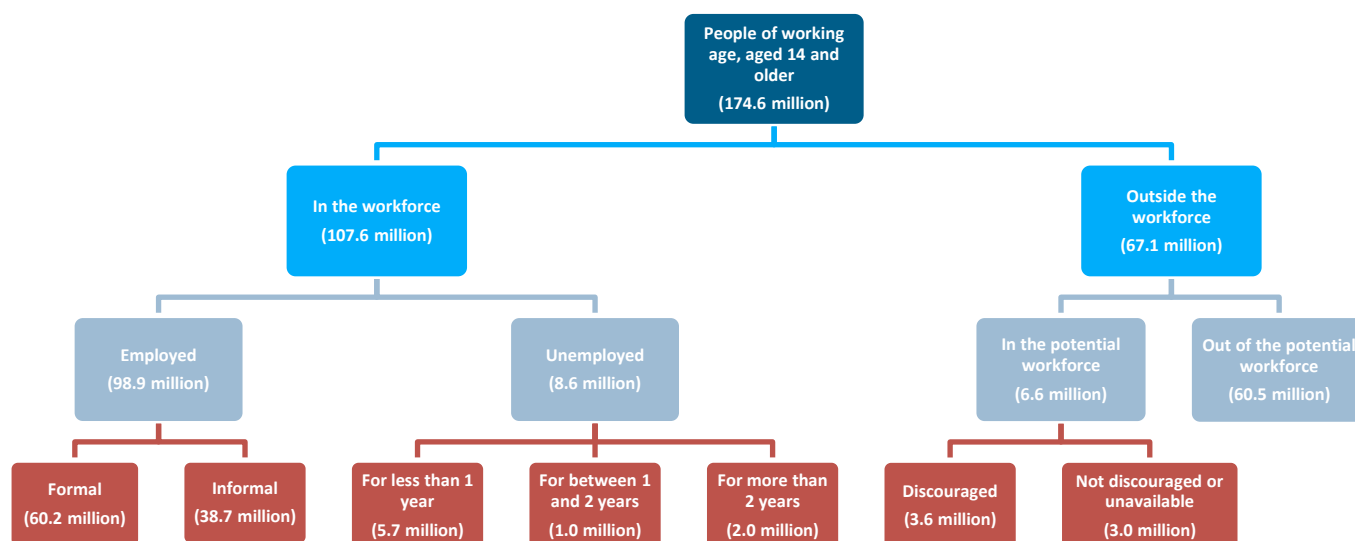 People of working
age, aged 14 and
older
(174.6 million)
In the workforce
(107.6 million)
Outside the
workforce
(67.1 million)
Employed
(98.9 million)
Unemployed
(8.6 million)
In the potential
workforce
(6.6 million)
Out of the potential
workforce
(60.5 million)
Formal
(60.2 million)
Informal
(38.7 million)
For less than 1
year
(5.7 million)
For between 1
and 2 years
(1.0 million)
For more than
2 years
(2.0 million)
Discouraged
(3.6 million)
Not discouraged or
unavailable
(3.0 million)